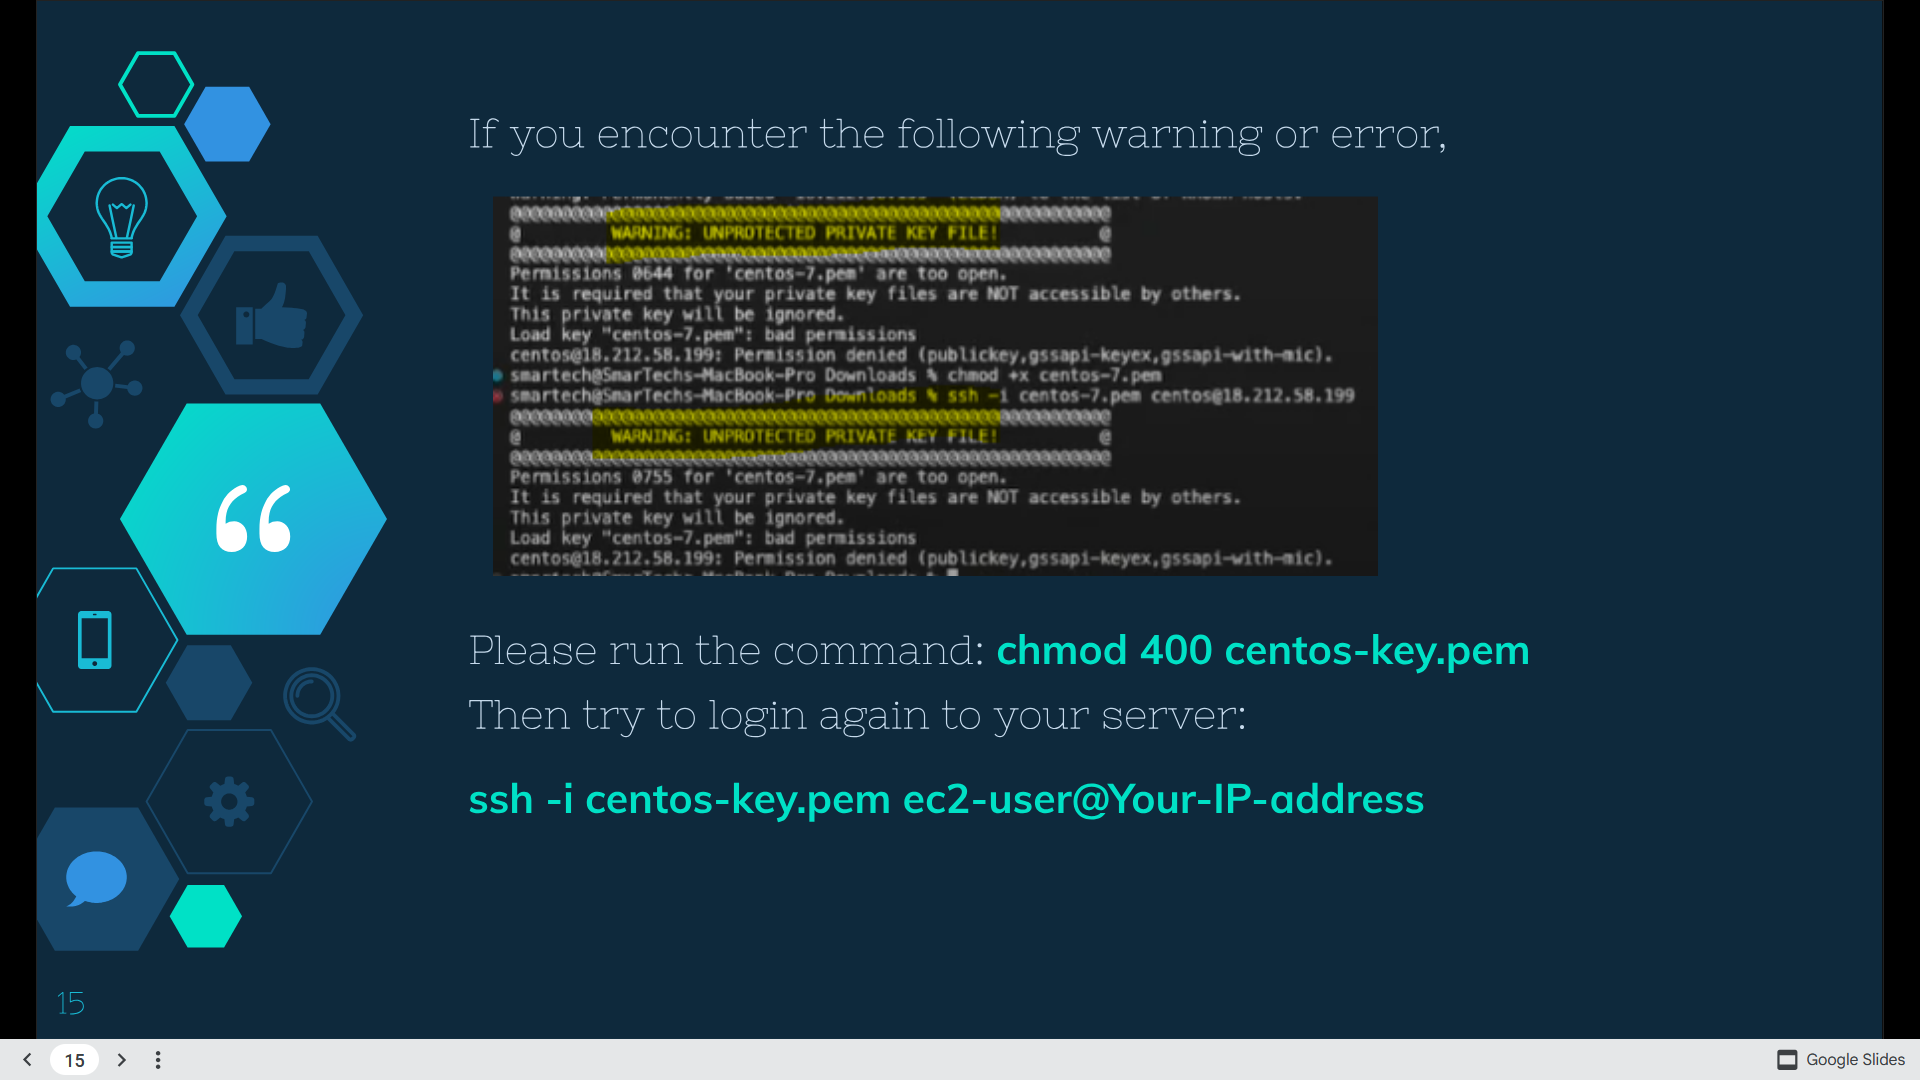 If you encounter the following warning or error,
@@@@@@@@@@@@@@@@@@@@@@@@@@@@@@@@@@@@@@@@@@@@@@@@@@@@@@@@@@@
@ WARNING: UNPROTECTED PRIVATE KEY FILE! @
@@@@@@@@@@@@@@@@@@@@@@@@@@@@@@@@@@@@@@@@@@@@@@@@@@@@@@@@@@@
Permissions 0644 for 'centos-7.pem' are too open.
It is required that your private key files are NOT accessible by others.
This private key will be ignored.
Load key "centos-7.pem": bad permissions
centos@18.212.58.199: Permission denied (publickey,gssapi-keyex,gssapi-with-mic).
smartech@SmarTechs-MacBook-Pro Downloads % chmod +x centos-7.pem
smartech@SmarTechs-MacBook-Pro Downloads % ssh -i centos-7.pem centos@18.212.58.199
@@@@@@@@@@@@@@@@@@@@@@@@@@@@@@@@@@@@@@@@@@@@@@@@@@@@@@@@@@@
@ WARNING: UNPROTECTED PRIVATE KEY FILE! @
@@@@@@@@@@@@@@@@@@@@@@@@@@@@@@@@@@@@@@@@@@@@@@@@@@@@@@@@@@@
Permissions 0755 for 'centos-7.pem' are too open.
It is required that your private key files are NOT accessible by others.
This private key will be ignored.
Load key "centos-7.pem": bad permissions
centos@18.212.58.199: Permission denied (publickey,gssapi-keyex,gssapi-with-mic).
Please run the command: chmod 400 centos-key.pem
Then try to login again to your server:
ssh -i centos-key.pem ec2-user@Your-IP-address
15
15
Google Slides